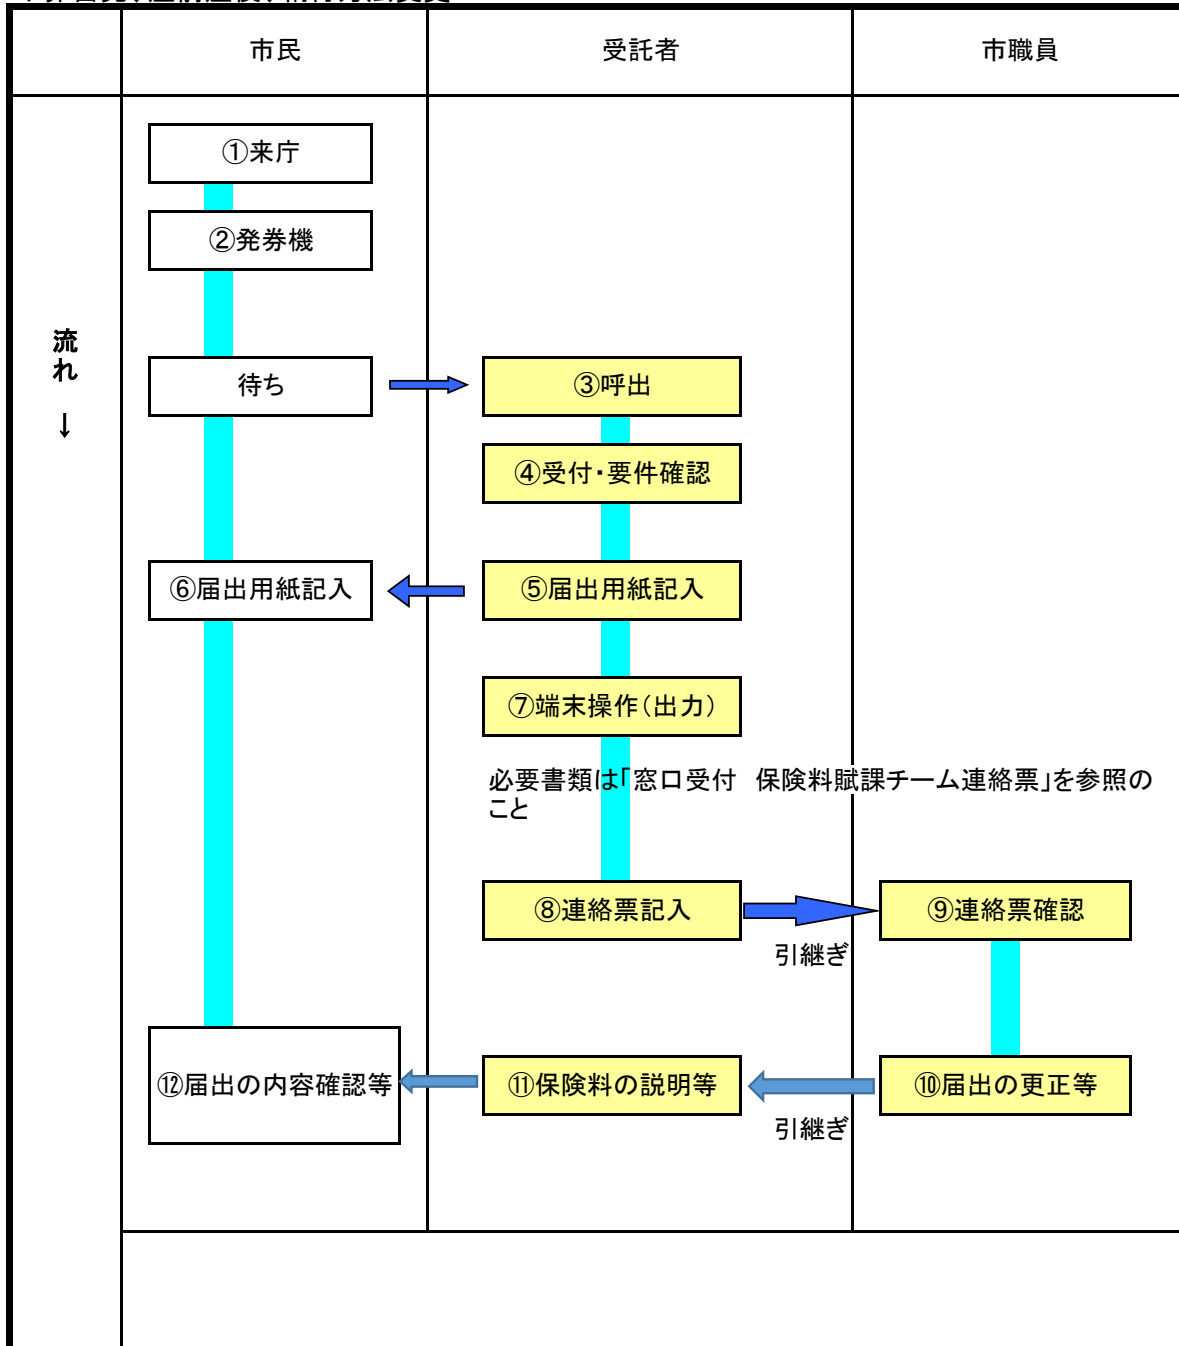 市民
受託者
市職員
流れ
↓
①来庁
②発券機
待ち
③呼出
④受付・要件確認
⑥届出用紙記入
⑤届出用紙記入
⑦端末操作（出力）
必要書類は「窓口受付　保険料賦課チーム連絡票」を参照の
こと
⑧連絡票記入
⑨連絡票確認
引継ぎ
⑫届出の内容確認等
⑪保険料の説明等
⑩届出の更正等
引継ぎ